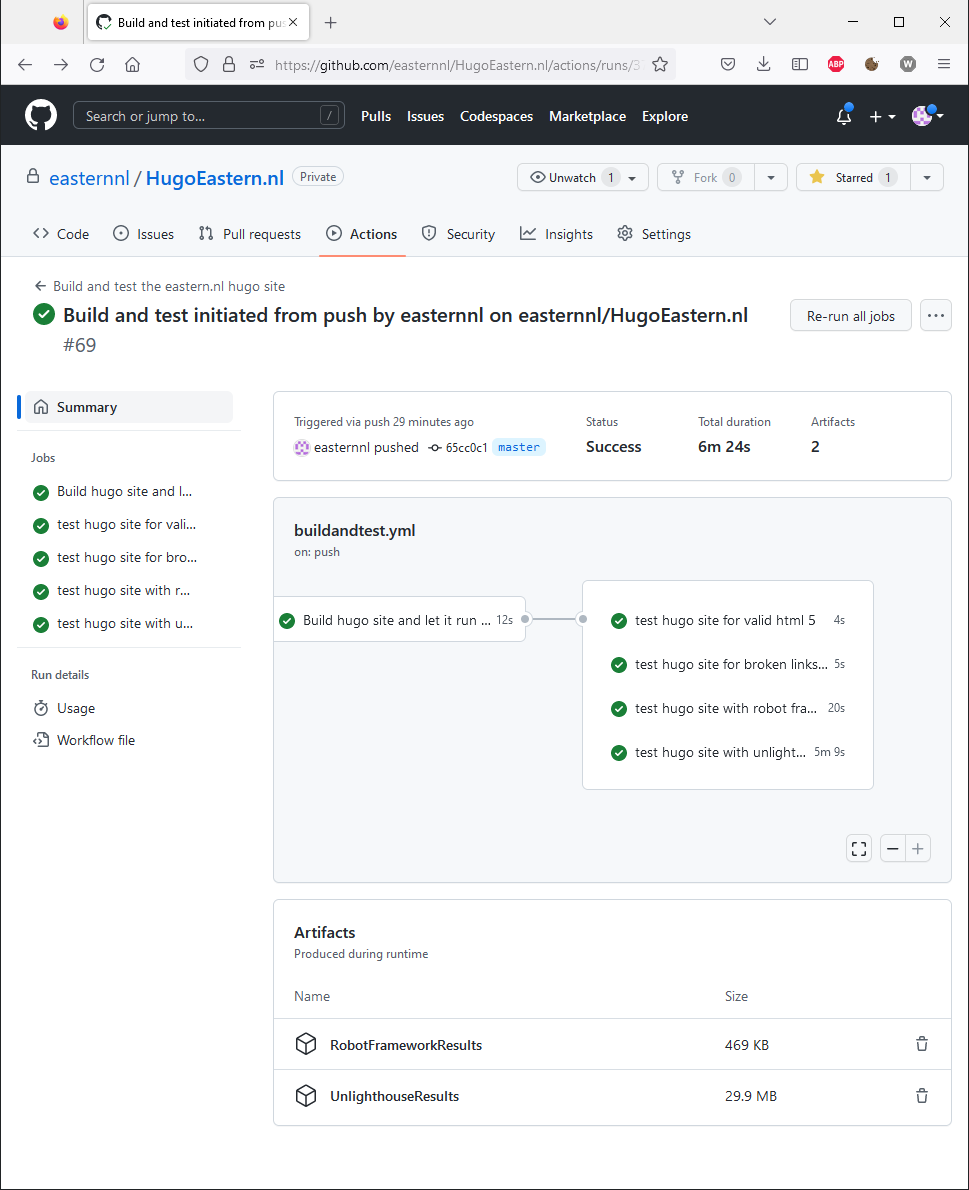 Build and test initiated from pu
https://github.com/easternnl/HugoEastern.nl/actions/runs/3
ABP
W
Search or jump to...
/
Pulls
Issues
Codespaces
Marketplace
Explore
easternnl / HugoEastern.nl
Private
Unwatch 1
Fork 0
Starred 1
Code
Issues
Pull requests
Actions
Security
Insights
Settings
Build and test the eastern.nl hugo site
Build and test initiated from push by easternnl on easternnl/HugoEastern.nl
#69
Re-run all jobs
Summary
Jobs
Build hugo site and l...
test hugo site for vali...
test hugo site for bro...
test hugo site with r...
test hugo site with u...
Run details
Usage
Workflow file
Triggered via push 29 minutes ago
easternnl pushed 65cc0c1 master
Status
Success
Total duration
6m 24s
Artifacts
2
buildandtest.yml
on: push
Build hugo site and let it run ... 12s
test hugo site for valid html 5 4s
test hugo site for broken links... 5s
test hugo site with robot fra... 20s
test hugo site with unlight... 5m 9s
Artifacts
Produced during runtime
Name Size
RobotFrameworkResults 469 KB
UnlighthouseResults 29.9 MB